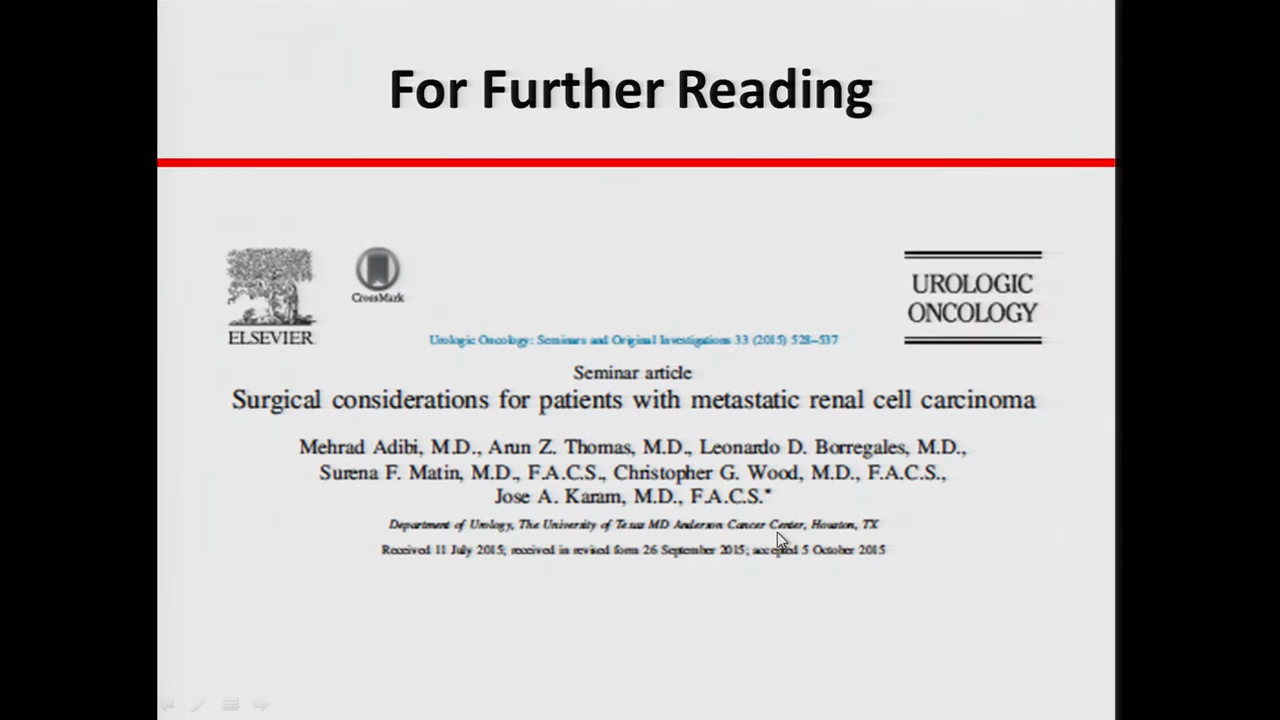 For Further Reading
ELSEVIER
CrossMark
UROLOGIC
ONCOLOGY
Urologic Oncology: Seminars and Original Investigations 33 (2015) 528–537
Seminar article
Surgical considerations for patients with metastatic renal cell carcinoma
Mehrad Adibi, M.D., Arun Z. Thomas, M.D., Leonardo D. Borregales, M.D.,
Surena F. Matin, M.D., F.A.C.S., Christopher G. Wood, M.D., F.A.C.S.,
Jose A. Karam, M.D., F.A.C.S.*
Department of Urology, The University of Texas MD Anderson Cancer Center, Houston, TX
Received 11 July 2015; received in revised form 26 September 2015; accepted 5 October 2015